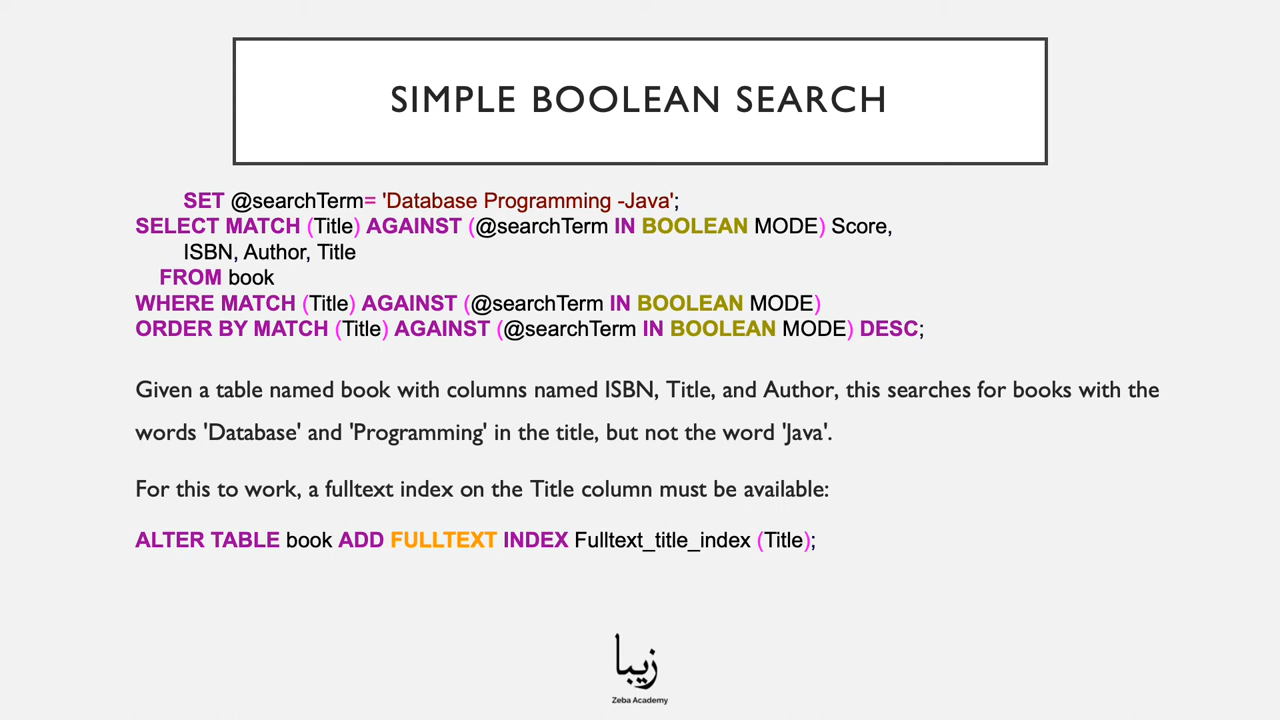 SIMPLE BOOLEAN SEARCH
SET @searchTerm= 'Database Programming -Java';
SELECT MATCH (Title) AGAINST (@searchTerm IN BOOLEAN MODE) Score,
ISBN, Author, Title
FROM book
WHERE MATCH (Title) AGAINST (@searchTerm IN BOOLEAN MODE)
ORDER BY MATCH (Title) AGAINST (@searchTerm IN BOOLEAN MODE) DESC;
Given a table named book with columns named ISBN, Title, and Author, this searches for books with the
words 'Database' and 'Programming' in the title, but not the word 'Java'.
For this to work, a fulltext index on the Title column must be available:
ALTER TABLE book ADD FULLTEXT INDEX Fulltext_title_index (Title);
زیبا
Zeba Academy